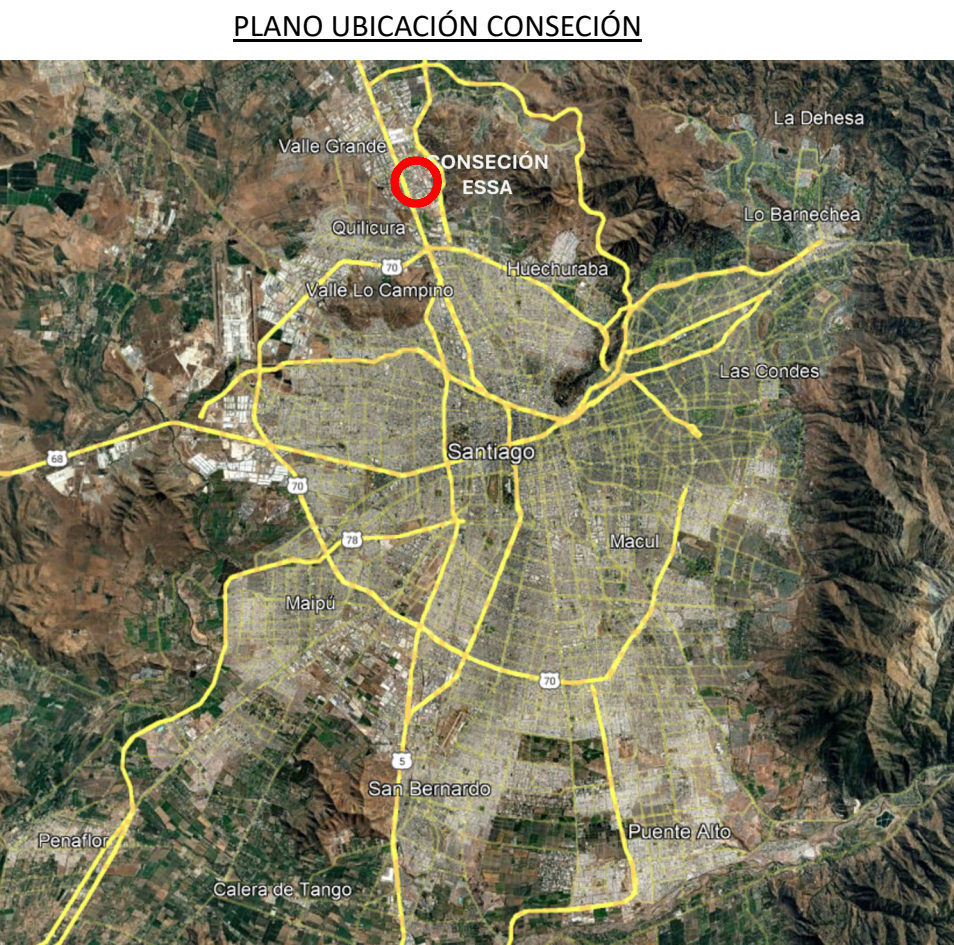 PLANO UBICACIÓN CONSECIÓN
La Dehesa
Valle Grande
CONSECIÓN
ESSA
Lo Barnechea
Quilicura
70
Huechuraba
Valle Lo Campino
Las Condes
68
Santiago
70
78
Macul
Maipú
70
5
San Bernardo
Puente Alto
Penaflor
Calera de Tango